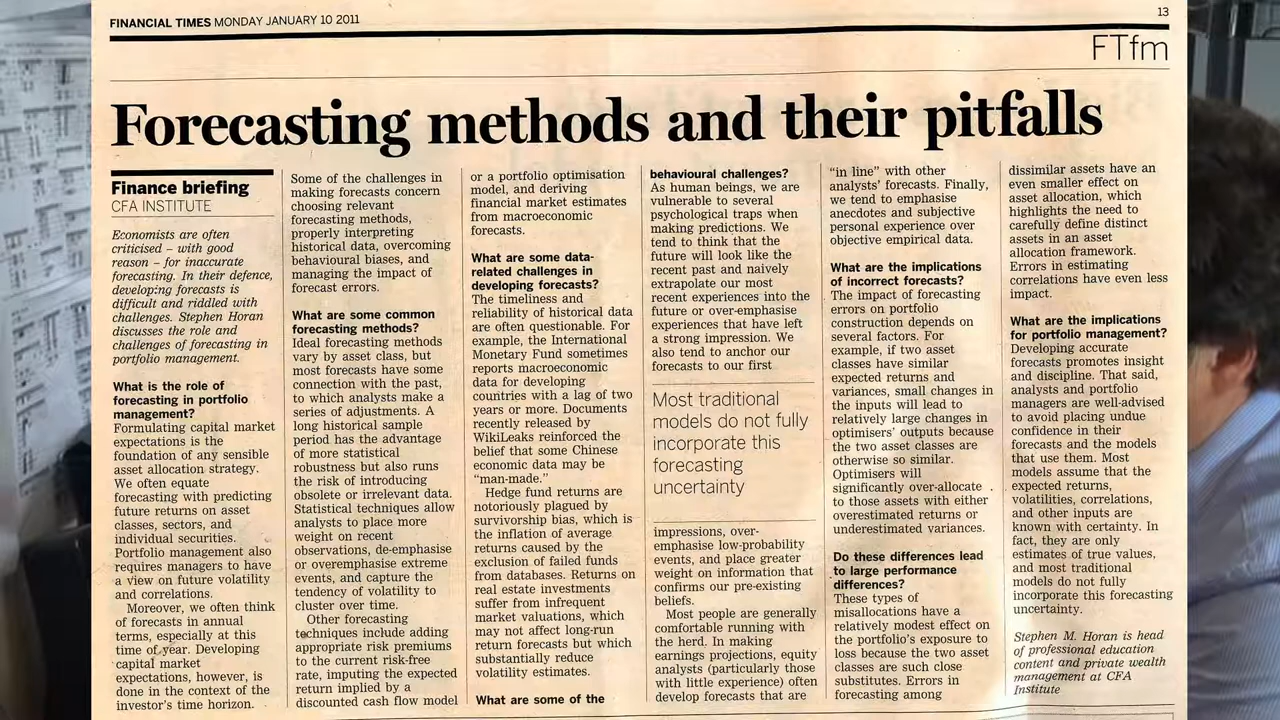 FINANCIAL TIMES MONDAY JANUARY 10 2011
13
FTfm
Forecasting methods and their pitfalls
Finance briefing
CFA INSTITUTE
Economists are often
criticised – with good
reason – for inaccurate
forecasting. In their defence,
developing forecasts is
difficult and riddled with
challenges. Stephen Horan
discusses the role and
challenges of forecasting in
portfolio management.
What is the role of
forecasting in portfolio
management?
Formulating capital market
expectations is the
foundation of any sensible
asset allocation strategy.
We often equate
forecasting with predicting
future returns on asset
classes, sectors, and
individual securities.
Portfolio management also
requires managers to have
a view on future volatility
and correlations.
Moreover, we often think
of forecasts in annual
terms, especially at this
time of year. Developing
capital market
expectations, however, is
done in the context of the
investor's time horizon.
Some of the challenges in
making forecasts concern
choosing relevant
forecasting methods,
properly interpreting
historical data, overcoming
behavioural biases, and
managing the impact of
forecast errors.
What are some common
forecasting methods?
Ideal forecasting methods
vary by asset class, but
most forecasts have some
connection with the past,
to which analysts make a
series of adjustments. A
long historical sample
period has the advantage
of more statistical
robustness but also runs
the risk of introducing
obsolete or irrelevant data.
Statistical techniques allow
analysts to place more
weight on recent
observations, de-emphasise
or overemphasise extreme
events, and capture the
tendency of volatility to
cluster over time.
Other forecasting
techniques include adding
appropriate risk premiums
to the current risk-free
rate, imputing the expected
return implied by a
discounted cash flow model
or a portfolio optimisation
model, and deriving
financial market estimates
from macroeconomic
forecasts.
What are some data-
related challenges in
developing forecasts?
The timeliness and
reliability of historical data
are often questionable. For
example, the International
Monetary Fund sometimes
reports macroeconomic
data for developing
countries with a lag of two
years or more. Documents
recently released by
WikiLeaks reinforced the
belief that some Chinese
economic data may be
“man-made.”
Hedge fund returns are
notoriously plagued by
survivorship bias, which is
the inflation of average
returns caused by the
exclusion of failed funds
from databases. Returns on
real estate investments
suffer from infrequent
market valuations, which
may not affect long-run
return forecasts but which
substantially reduce
volatility estimates.
What are some of the
behavioural challenges?
As human beings, we are
vulnerable to several
psychological traps when
making predictions. We
tend to think that the
future will look like the
recent past and naively
extrapolate our most
recent experiences into the
future or over-emphasise
experiences that have left
a strong impression. We
also tend to anchor our
forecasts to our first
Most traditional
models do not fully
incorporate this
forecasting
uncertainty
impressions, over-
emphasise low-probability
events, and place greater
weight on information that
confirms our pre-existing
beliefs.
Most people are generally
comfortable running with
the herd. In making
earnings projections, equity
analysts (particularly those
with little experience) often
develop forecasts that are
“in line” with other
analysts' forecasts. Finally,
we tend to emphasise
anecdotes and subjective
personal experience over
objective empirical data.
What are the implications
of incorrect forecasts?
The impact of forecasting
errors on portfolio
construction depends on
several factors. For
example, if two asset
classes have similar
expected returns and
variances, small changes in
the inputs will lead to
relatively large changes in
optimisers' outputs because
the two asset classes are
otherwise so similar.
Optimisers will
significantly over-allocate
to those assets with either
overestimated returns or
underestimated variances.
Do these differences lead
to large performance
differences?
These types of
misallocations have a
relatively modest effect on
the portfolio's exposure to
loss because the two asset
classes are such close
substitutes. Errors in
forecasting among
dissimilar assets have an
even smaller effect on
asset allocation, which
highlights the need to
carefully define distinct
assets in an asset
allocation framework.
Errors in estimating
correlations have even less
impact.
What are the implications
for portfolio management?
Developing accurate
forecasts promotes insight
and discipline. That said,
analysts and portfolio
managers are well-advised
to avoid placing undue
confidence in their
forecasts and the models
that use them. Most
models assume that the
expected returns,
volatilities, correlations,
and other inputs are
known with certainty. In
fact, they are only
estimates of true values,
and most traditional
models do not fully
incorporate this forecasting
uncertainty.
Stephen M. Horan is head
of professional education
content and private wealth
management at CFA
Institute